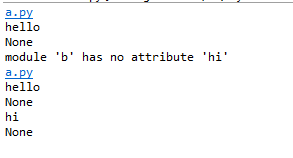 a.py
hello
None
module 'b' has no attribute 'hi'
a.py
hello
None
hi
None